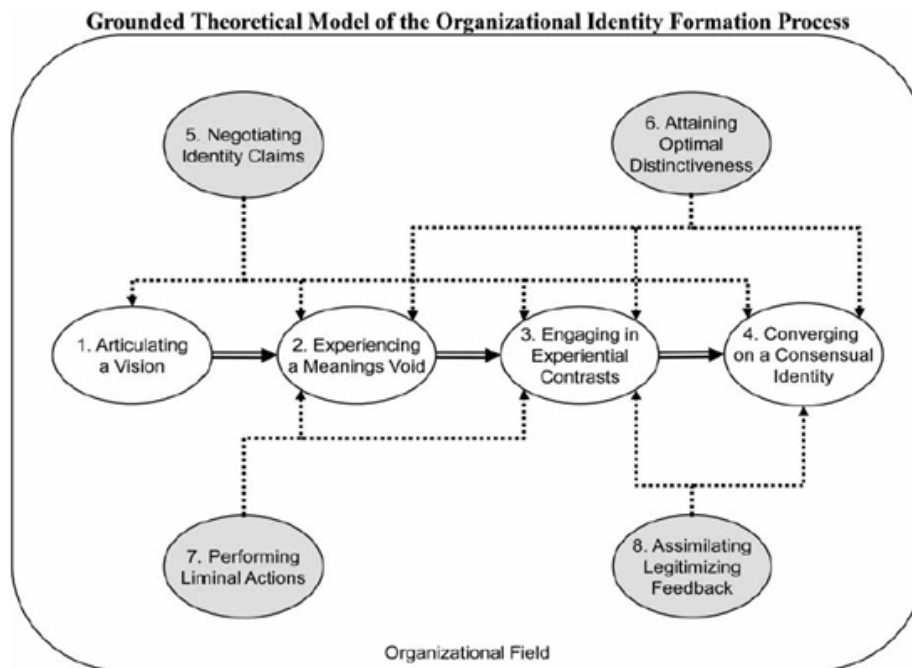 Grounded Theoretical Model of the Organizational Identity Formation Process
5. Negotiating
Identity Claims
6. Attaining
Optimal
Distinctiveness
1. Articulating
a Vision
2. Experiencing
a Meanings Void
3. Engaging in
Experiential
Contrasts
4. Converging
on a Consensual
Identity
7. Performing
Liminal Actions
8. Assimilating
Legitimizing
Feedback
Organizational Field